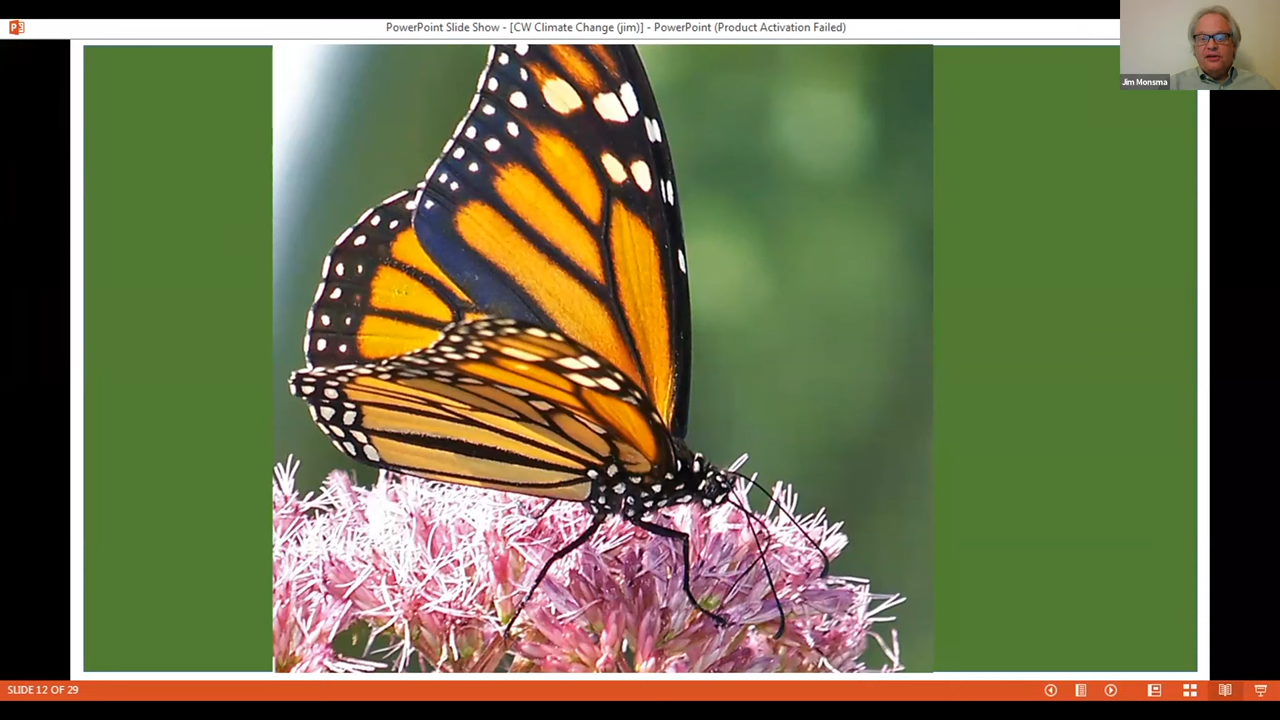 PowerPoint Slide Show - [CW Climate Change (jim)] - PowerPoint (Product Activation Failed)
Jim Monsma
SLIDE 12 OF 29